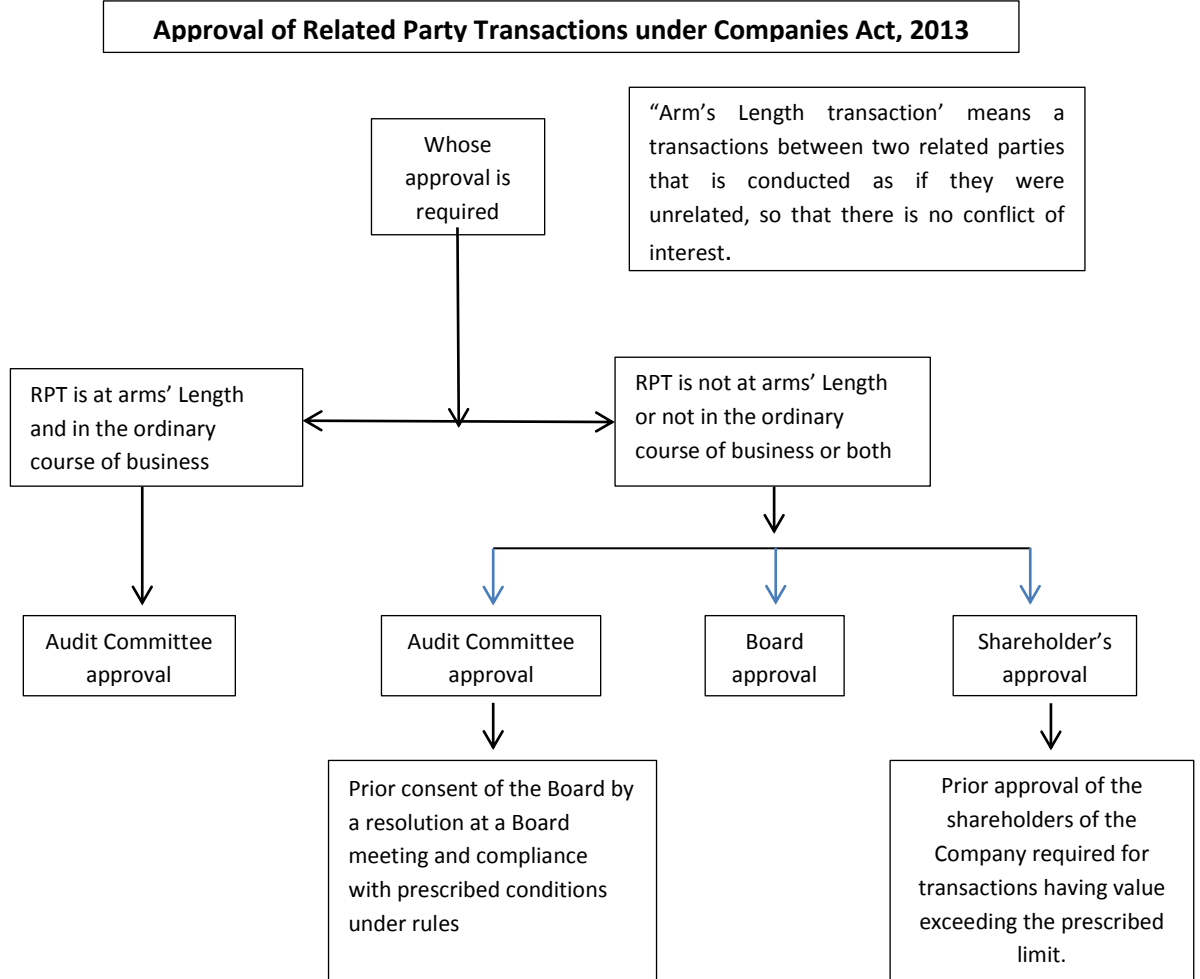 Approval of Related Party Transactions under Companies Act, 2013
Whose
approval is
required
“Arm’s Length transaction’ means a
transactions between two related parties
that is conducted as if they were
unrelated, so that there is no conflict of
interest.
RPT is at arms’ Length
and in the ordinary
course of business
RPT is not at arms’ Length
or not in the ordinary
course of business or both
Audit Committee
approval
Audit Committee
approval
Board
approval
Shareholder’s
approval
Prior consent of the Board by
a resolution at a Board
meeting and compliance
with prescribed conditions
under rules
Prior approval of the
shareholders of the
Company required for
transactions having value
exceeding the prescribed
limit.